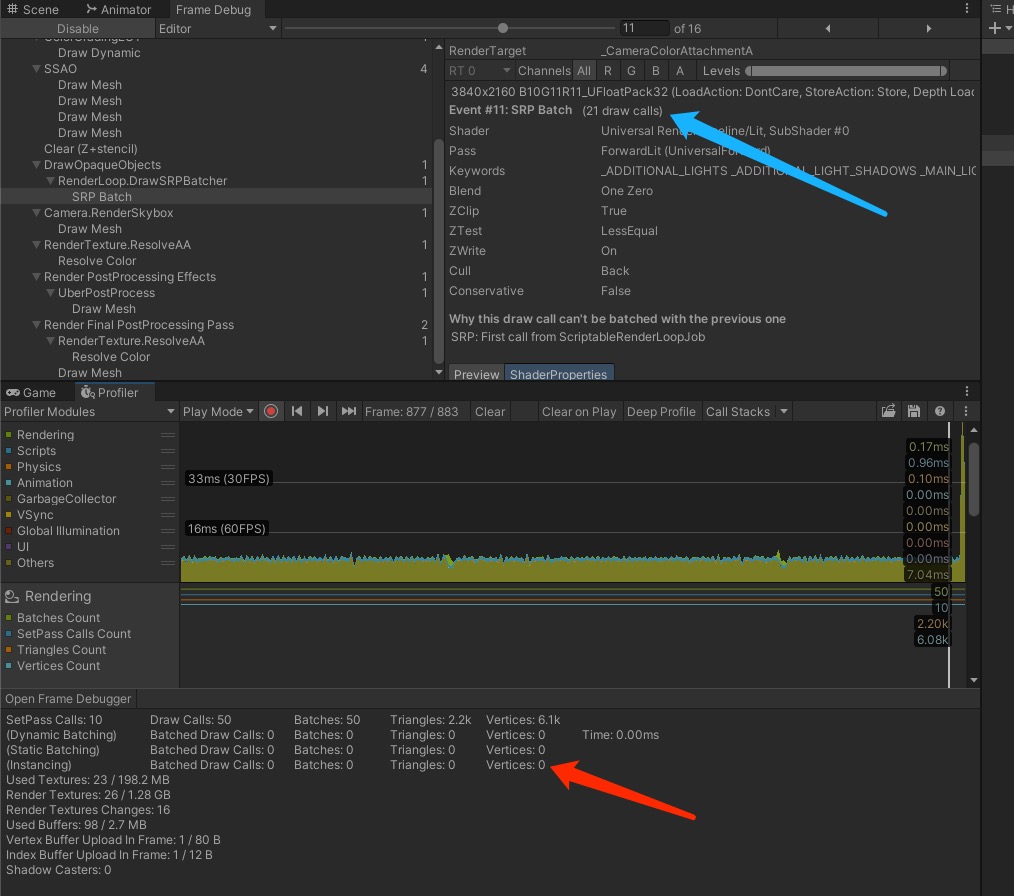 Scene Animator Frame Debug
Disable Editor 11 of 16
Draw Dynamic
SSAO 4
Draw Mesh
Draw Mesh
Draw Mesh
Draw Mesh
Clear (Z+stencil)
DrawOpaqueObjects 1
RenderLoop.DrawSRPBatcher 1
SRP Batch
Camera.RenderSkybox 1
Draw Mesh
RenderTexture.ResolveAA 1
Resolve Color
Render PostProcessing Effects 1
UberPostProcess 1
Draw Mesh
Render Final PostProcessing Pass 2
RenderTexture.ResolveAA 1
Resolve Color
Draw Mesh
RenderTarget _CameraColorAttachmentA
RT 0 Channels All R G B A Levels
3840x2160 B10G11R11_UFloatPack32 (LoadAction: DontCare, StoreAction: Store, Depth Load
Event #11: SRP Batch (21 draw calls)
Shader Universal Render line/Lit, SubShader #0
Pass ForwardLit (UniversalForward)
Keywords _ADDITIONAL_LIGHTS _ADDITIONAL_LIGHT_SHADOWS _MAIN_LIG
Blend One Zero
ZClip True
ZTest LessEqual
ZWrite On
Cull Back
Conservative False
Why this draw call can't be batched with the previous one
SRP: First call from ScriptableRenderLoopJob
Preview ShaderProperties
Game Profiler
Profiler Modules Play Mode Frame: 877 / 883 Clear Clear on Play Deep Profile Call Stacks
Rendering
Scripts
Physics
Animation
GarbageCollector
VSync
Global Illumination
UI
Others
33ms (30FPS)
16ms (60FPS)
0.17ms
0.96ms
0.10ms
0.00ms
0.00ms
0.00ms
0.00ms
0.00ms
7.04ms
Rendering
Batches Count
SetPass Calls Count
Triangles Count
Vertices Count
50
10
2.20k
6.08k
Open Frame Debugger
SetPass Calls: 10 Draw Calls: 50 Batches: 50 Triangles: 2.2k Vertices: 6.1k
(Dynamic Batching) Batched Draw Calls: 0 Batches: 0 Triangles: 0 Vertices: 0 Time: 0.00ms
(Static Batching) Batched Draw Calls: 0 Batches: 0 Triangles: 0 Vertices: 0
(Instancing) Batched Draw Calls: 0 Batches: 0 Triangles: 0 Vertices: 0
Used Textures: 23 / 198.2 MB
Render Textures: 26 / 1.28 GB
Render Textures Changes: 16
Used Buffers: 98 / 2.7 MB
Vertex Buffer Upload In Frame: 1 / 80 B
Index Buffer Upload In Frame: 1 / 12 B
Shadow Casters: 0